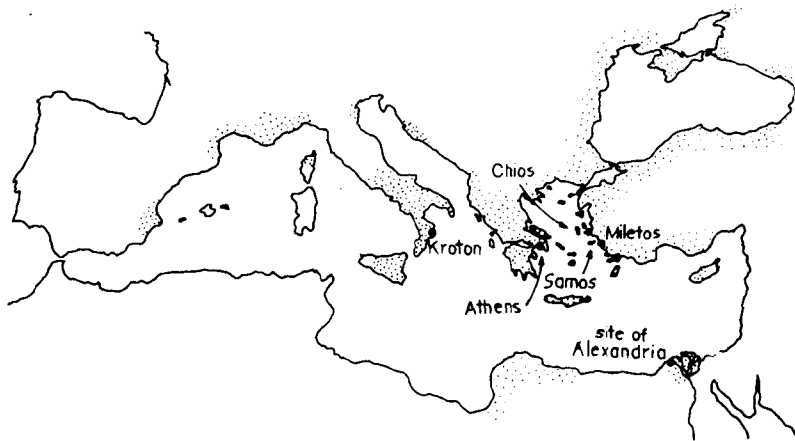 Chios
Miletos
Kroton
Samos
Athens
site of
Alexandria